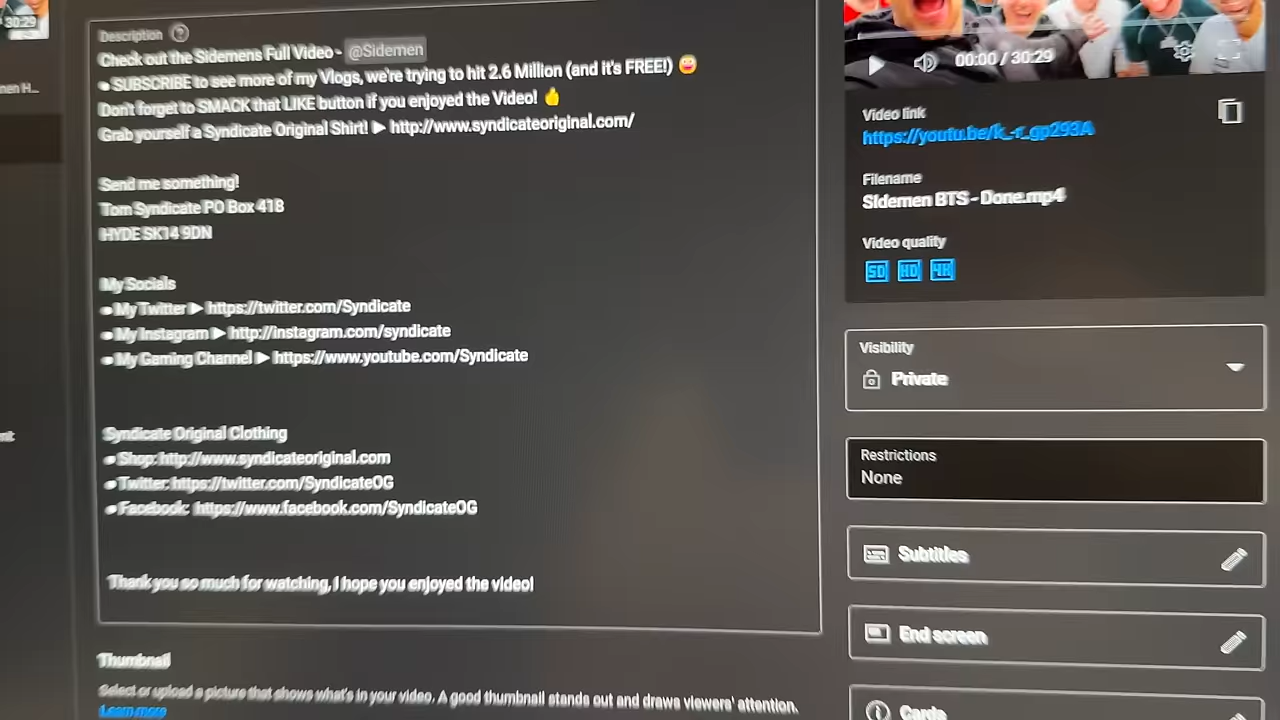 30:29
Description
Check out the Sidemens Full Video - @Sidemen
• SUBSCRIBE to see more of my Vlogs, we're trying to hit 2.6 Million (and it's FREE!) 😀
Don't forget to SMACK that LIKE button if you enjoyed the Video! 👍
Grab yourself a Syndicate Original Shirt! ► http://www.syndicateoriginal.com/
Send me something!
Tom Syndicate PO Box 418
HYDE SK14 9DN
My Socials
• My Twitter ► https://twitter.com/Syndicate
• My Instagram ► http://instagram.com/syndicate
• My Gaming Channel ► https://www.youtube.com/Syndicate
Syndicate Original Clothing
• Shop: http://www.syndicateoriginal.com
• Twitter: https://twitter.com/SyndicateOG
• Facebook: https://www.facebook.com/SyndicateOG
Thank you so much for watching, I hope you enjoyed the video!
Thumbnail
Select or upload a picture that shows what's in your video. A good thumbnail stands out and draws viewers' attention.
Learn more
00:00 / 30:29
Video link
https://youtu.be/k_-r_gp293A
Filename
SIdemen BTS - Done.mp4
Video quality
SD HD 4K
Visibility
Private
Restrictions
None
Subtitles
End screen
Cards